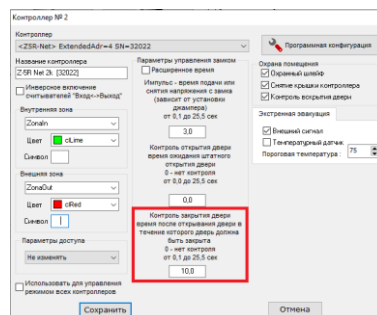 Контроллер № 2
Контроллер
<ZSR-Net> ExtendedAdr=4 SN=32022
Программная конфигурация
Название контроллера
Z-5R Net 2k [32022]
Инверсное включение
считывателей "Вход<->Выход"
Внутренняя зона
ZonaIn
Цвет
clLime
Символ
Внешняя зона
ZonaOut
Цвет
clRed
Символ
Параметры доступа
Не изменять
Использовать для управления
режимом всех контроллеров
Параметры управления замком
Расширенное время
Импульс - время подачи или
снятия напряжения с замка
(зависит от установки
джампера)
от 0,1 до 25,5 сек
3,0
Контроль открытия двери
время ожидания штатного
открытия двери
0 - нет контроля
от 0,0 до 25,5 сек
0,0
Контроль закрытия двери
время после открывания двери в
течение которого дверь должна
быть закрыта
0 - нет контроля
от 0,1 до 25,5 сек
10,0
Охрана помещения
Охранный шлейф
Снятие крышки контроллера
Контроль вскрытия двери
Экстренная эвакуация
Внешний сигнал
Температурный датчик
Пороговая температура :
75
Сохранить
Отмена